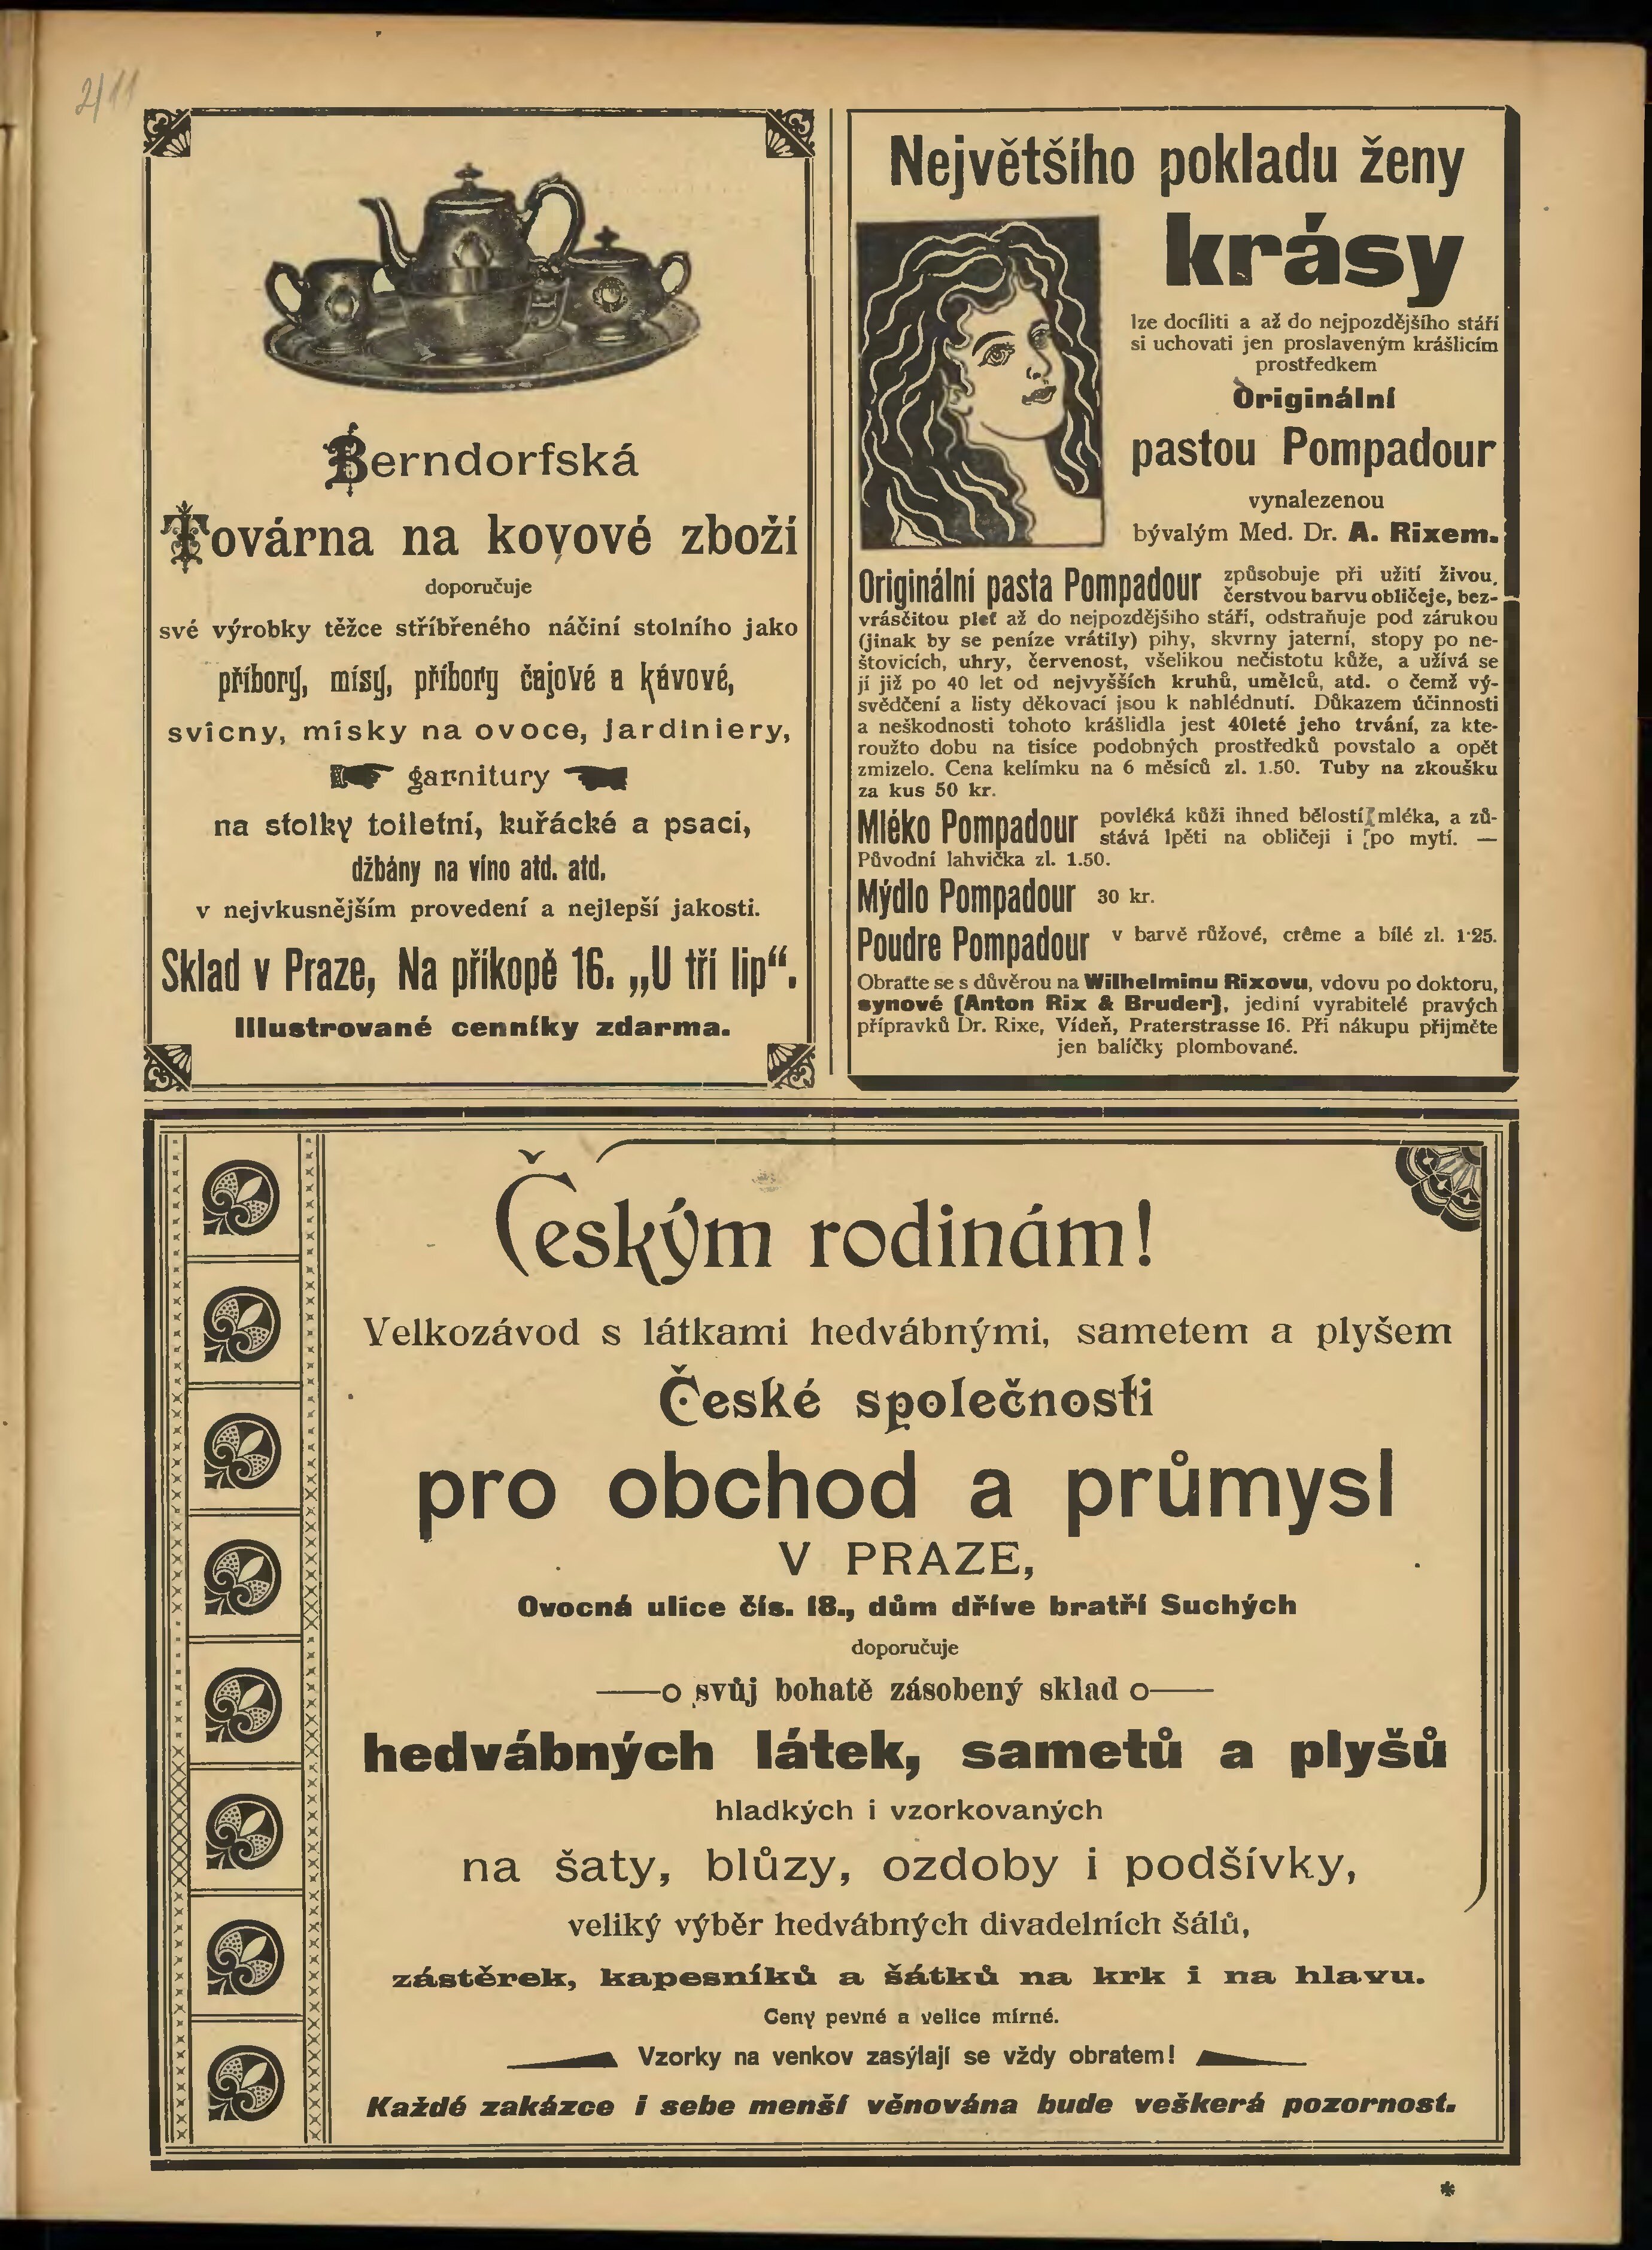 2/11
Berndorfská
Továrna na kovové zboží
doporučuje
své výrobky těžce stříbřeného náčiní stolního jako
příbory, mísy, příbory čajové a kávové,
svícny, misky na ovoce, jardiniery,
garnitury
na stolky toiletní, kuřácké a psací,
džbány na víno atd. atd.
v nejvkusnějším provedení a nejlepší jakosti.
Sklad v Praze, Na příkopě 16. „U tří lip“.
Illustrované cenníky zdarma.
Největšího pokladu ženy
krásy
lze docíliti a až do nejpozdějšího stáří
si uchovati jen proslaveným krášlicím
prostředkem
Originální
pastou Pompadour
vynalezenou
bývalým Med. Dr. A. Rixem.
Originální pasta Pompadour způsobuje při užití živou,
čerstvou barvu obličeje, bez-
vrásčitou pleť až do nejpozdějšího stáří, odstraňuje pod zárukou
(jinak by se peníze vrátily) pihy, skvrny jaterní, stopy po ne-
štovicích, uhry, červenost, všelikou nečistotu kůže, a užívá se
jí již po 40 let od nejvyšších kruhů, umělců, atd. o čemž vý-
svědčení a listy děkovací jsou k nahlédnutí. Důkazem účinnosti
a neškodnosti tohoto krášlidla jest 40leté jeho trvání, za kte-
roužto dobu na tisíce podobných prostředků povstalo a opět
zmizelo. Cena kelímku na 6 měsíců zl. 1.50. Tuby na zkoušku
za kus 50 kr.
Mléko Pompadour povléká kůži ihned bělostí mléka, a zů-
stává lpěti na obličeji i po mytí. —
Původní lahvička zl. 1.50.
Mýdlo Pompadour 30 kr.
Poudre Pompadour v barvě růžové, crême a bílé zl. 1·25.
Obraťte se s důvěrou na Wilhelminu Rixovu, vdovu po doktoru,
synové (Anton Rix & Bruder), jediní vyrabitelé pravých
přípravků Dr. Rixe, Vídeň, Praterstrasse 16. Při nákupu přijměte
jen balíčky plombované.
Českým rodinám!
Velkozávod s látkami hedvábnými, sametem a plyšem
České společnosti
pro obchod a průmysl
V PRAZE,
Ovocná ulice čís. 18., dům dříve bratří Suchých
doporučuje
—o svůj bohatě zásobený sklad o—
hedvábných látek, sametů a plyšů
hladkých i vzorkovaných
na šaty, blůzy, ozdoby i podšívky,
veliký výběr hedvábných divadelních šálů,
zástěrek, kapesníků a šátků na krk i na hlavu.
Ceny pevné a velice mírné.
Vzorky na venkov zasýlají se vždy obratem!
Každé zakázce i sebe menší věnována bude veškerá pozornost.
*